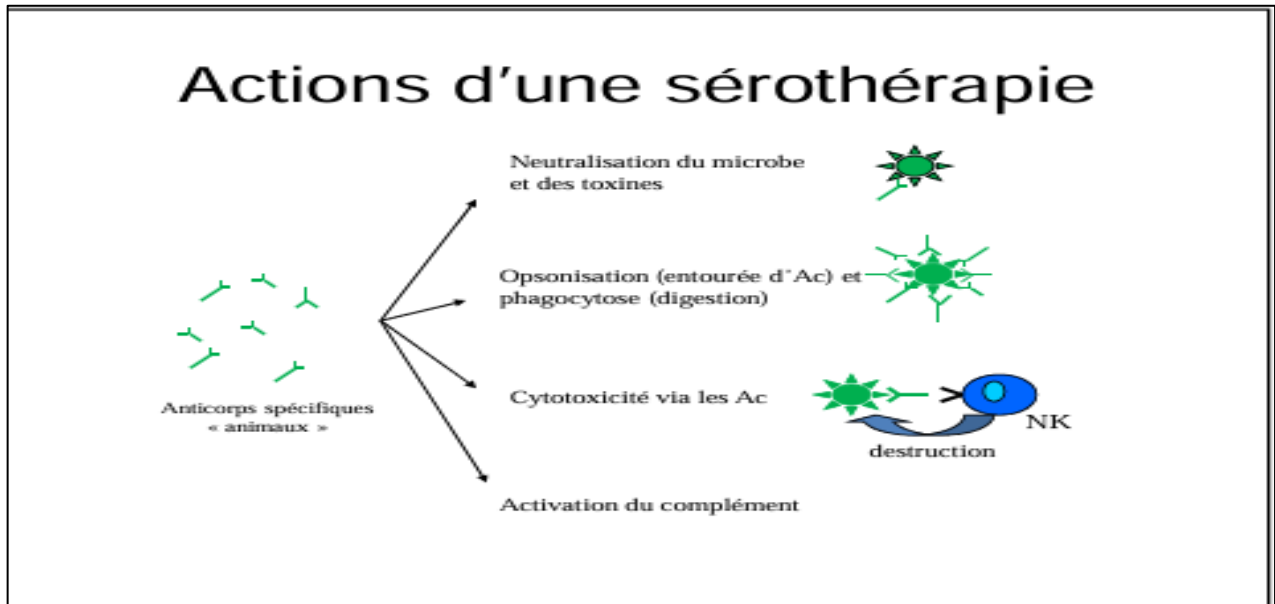 Actions d'une sérothérapie
Neutralisation du microbe
et des toxines
Opsonisation (entourée d'Ac) et
phagocytose (digestion)
Anticorps spécifiques
« animaux »
Cytotoxicité via les Ac
NK
destruction
Activation du complément